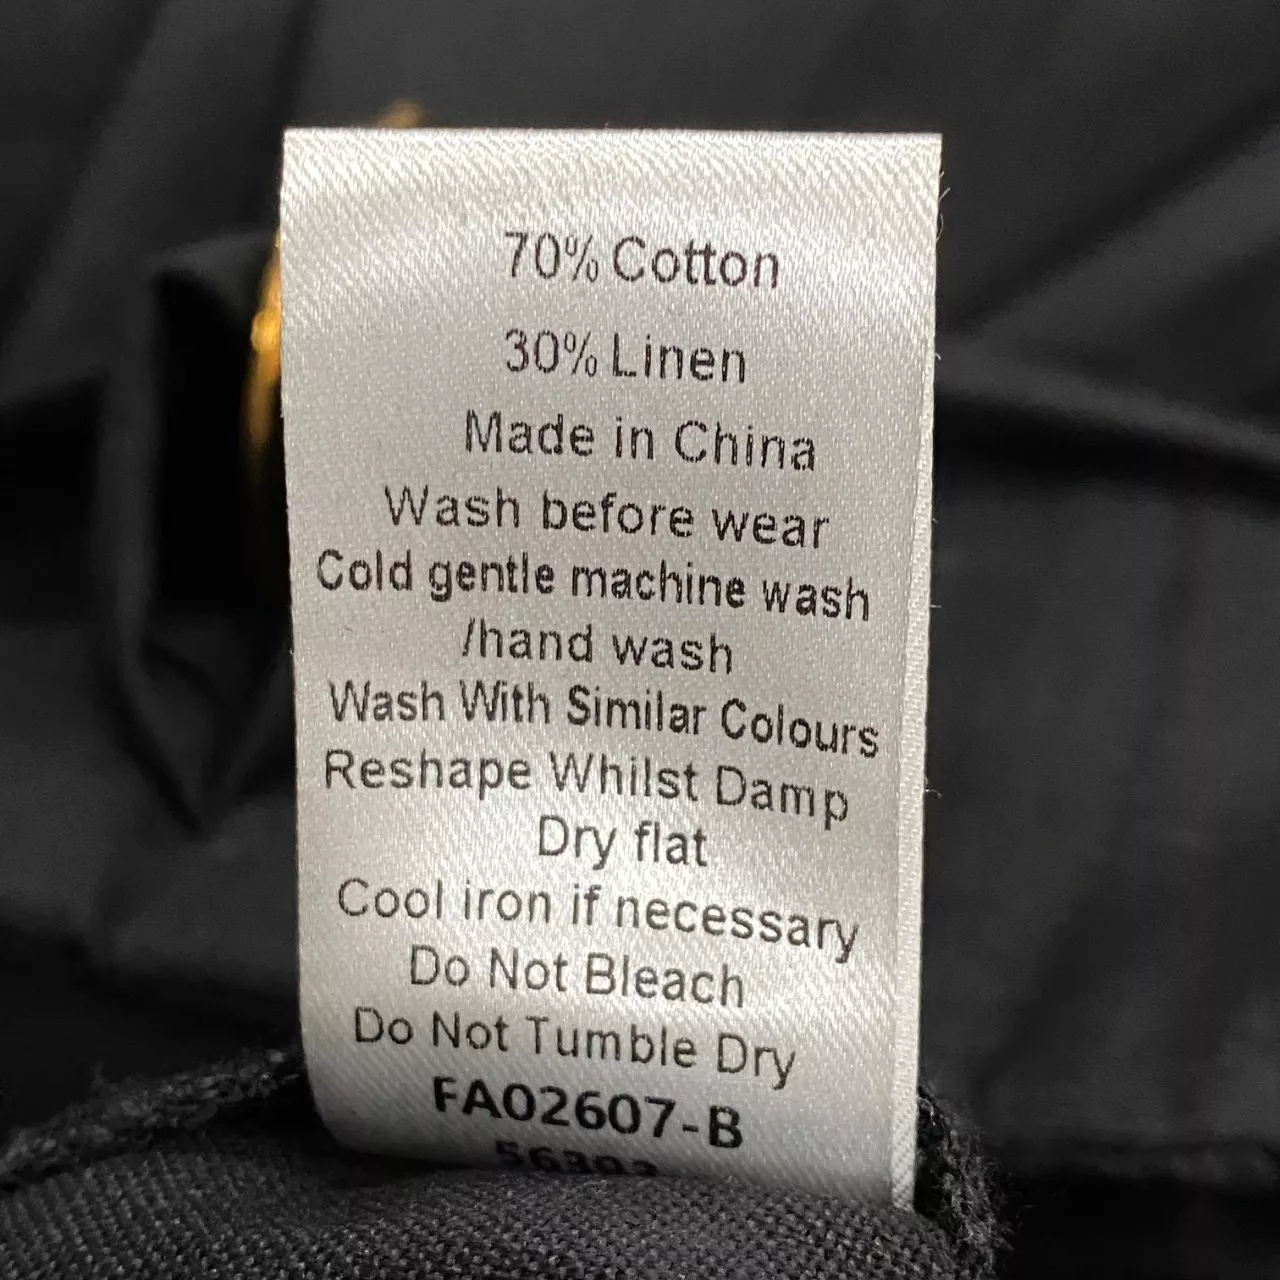 70% Cotton
30% Linen
Made in China
Wash before wear
Cold gentle machine wash
/hand wash
Wash With Similar Colours
Reshape Whilst Damp
Dry flat
Cool iron if necessary
Do Not Bleach
Do Not Tumble Dry
FA02607-B